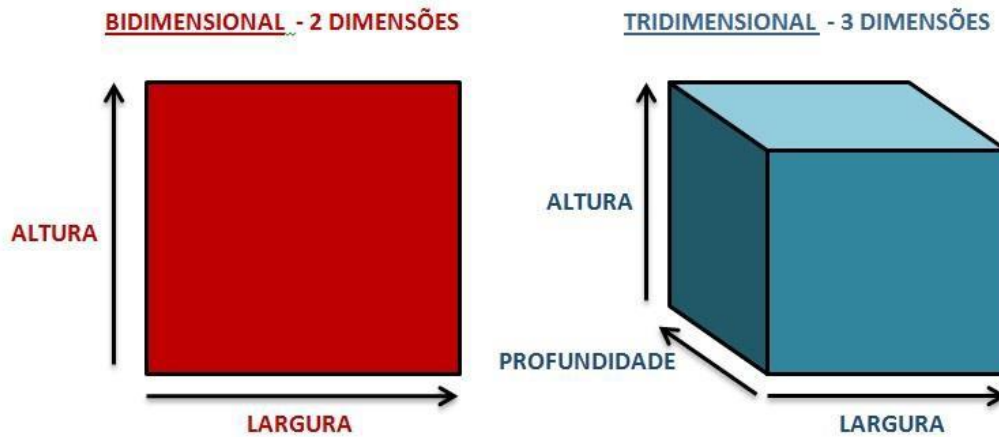 BIDIMENSIONAL - 2 DIMENSÕES
TRIDIMENSIONAL - 3 DIMENSÕES
ALTURA
LARGURA
ALTURA
PROFUNDIDADE
LARGURA